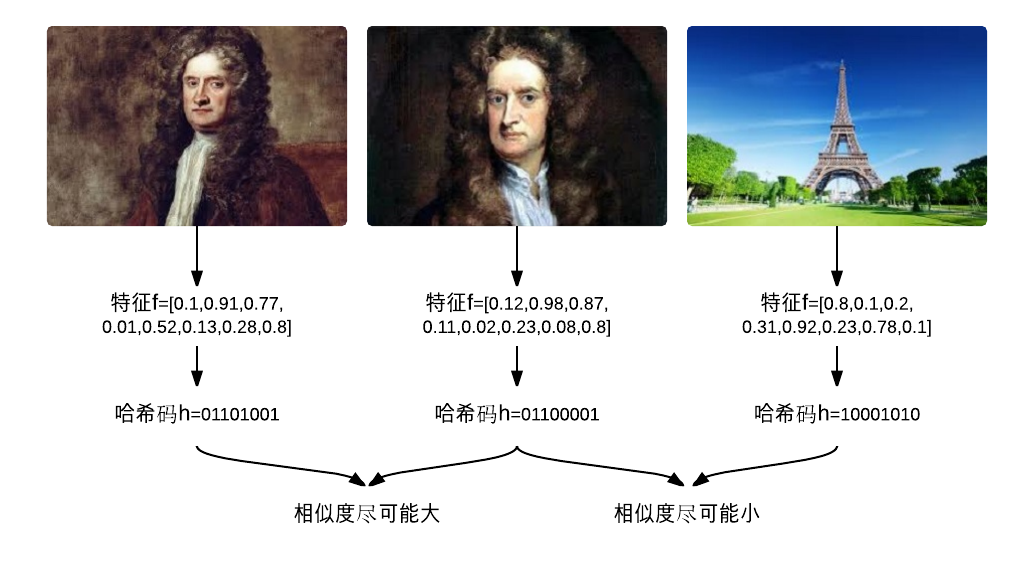 特征f=[0.1,0.91,0.77,
0.01,0.52,0.13,0.28,0.8]
特征f=[0.12,0.98,0.87,
0.11,0.02,0.23,0.08,0.8]
特征f=[0.8,0.1,0.2,
0.31,0.92,0.23,0.78,0.1]
哈希码h=01101001
哈希码h=01100001
哈希码h=10001010
相似度尽可能大
相似度尽可能小